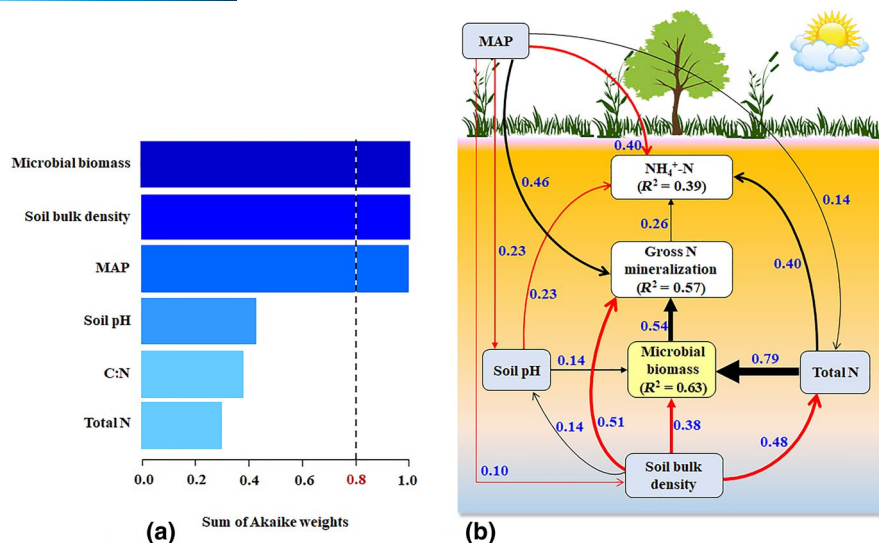 Microbial biomass
Soil bulk density
MAP
Soil pH
C:N
Total N
0.0
0.2
0.4
0.6
0.8
1.0
(a)
Sum of Akaike weights
MAP
0.40
NH₄⁺-N
(R² = 0.39)
0.46
0.14
0.26
0.23
0.23
Gross N
mineralization
(R² = 0.57)
0.40
0.54
Soil pH
0.14
Microbial
biomass
(R² = 0.63)
0.79
Total N
0.14
0.51
0.38
0.48
0.10
Soil bulk
density
(b)